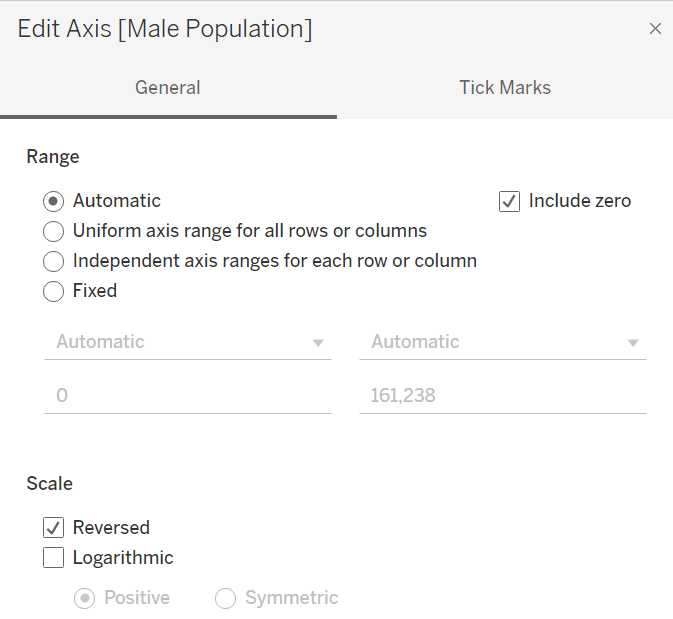 Edit Axis [Male Population]
General Tick Marks
Range
Automatic Include zero
Uniform axis range for all rows or columns
Independent axis ranges for each row or column
Fixed
Automatic Automatic
0 161,238
Scale
Reversed
Logarithmic
Positive Symmetric